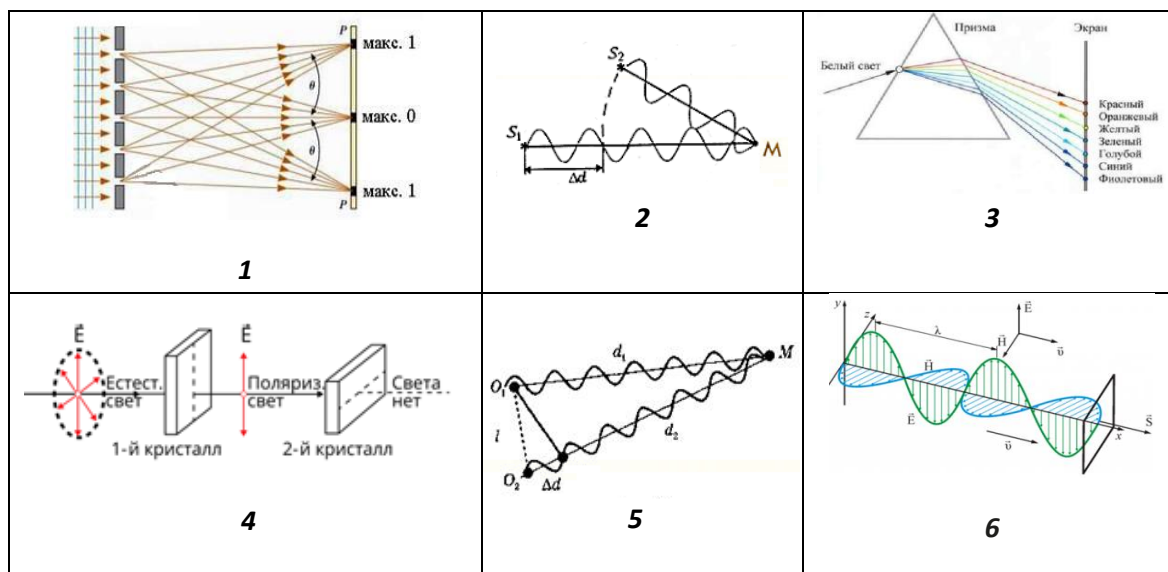 P
макс. 1
θ
макс. 0
θ
макс. 1
P
1
S₂
S₁
M
Δd
2
Призма
Экран
Белый свет
Красный
Оранжевый
Желтый
Зеленый
Голубой
Синий
Фиолетовый
3
E⃗
E⃗
Естест.
свет
Поляриз.
свет
Света
нет
1-й кристалл
2-й кристалл
4
d₁
M
O₁
l
d₂
O₂
Δd
5
y
z
λ
E⃗
H⃗
υ⃗
H⃗
E⃗
υ⃗
x
S⃗
6